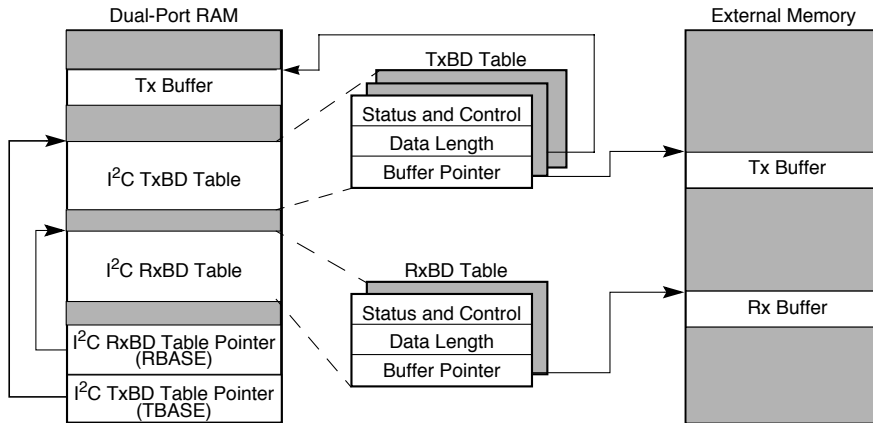 Dual-Port RAM
Tx Buffer
I²C TxBD Table
I²C RxBD Table
I²C RxBD Table Pointer
(RBASE)
I²C TxBD Table Pointer
(TBASE)
TxBD Table
Status and Control
Data Length
Buffer Pointer
RxBD Table
Status and Control
Data Length
Buffer Pointer
External Memory
Tx Buffer
Rx Buffer